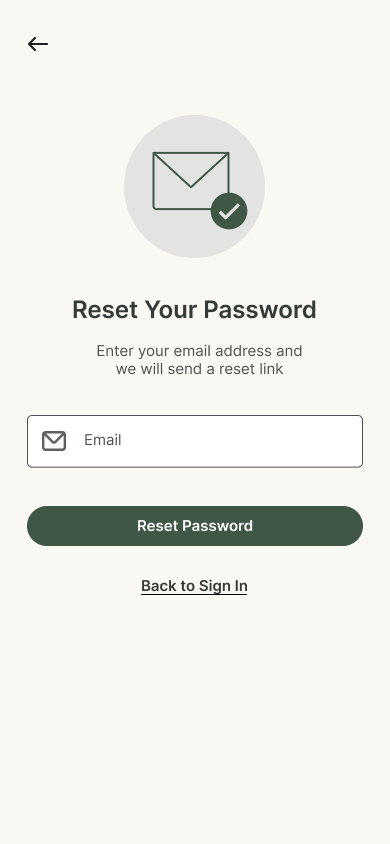 Reset Your Password
Enter your email address and
we will send a reset link
Email
Reset Password
Back to Sign In